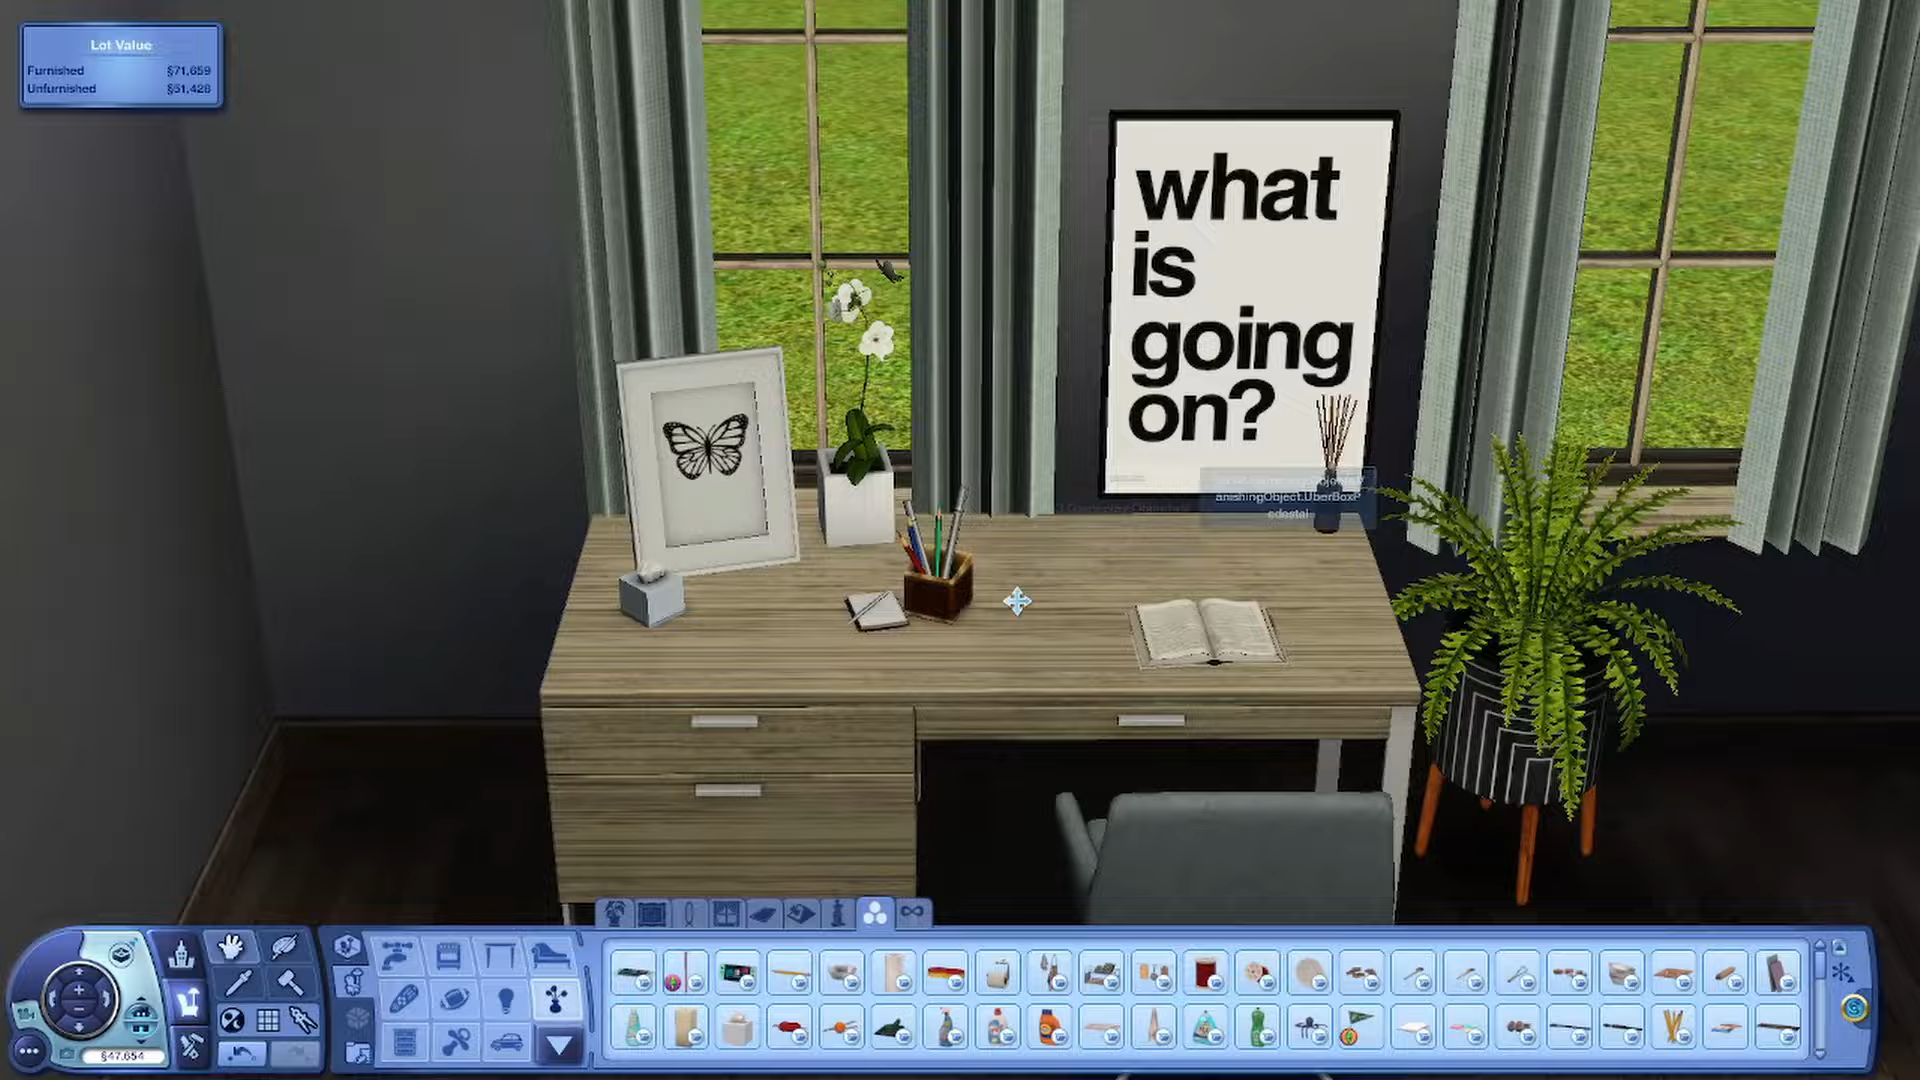 Lot Value
Furnished §71,659
Unfurnished §51,428
what
is
going
on?
anishingObject.UberBoxP
edestal
§47,654